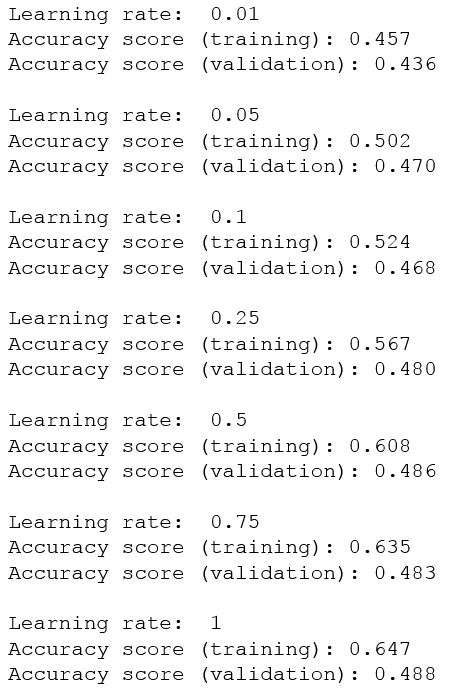 Learning rate:  0.01
Accuracy score (training): 0.457
Accuracy score (validation): 0.436
Learning rate:  0.05
Accuracy score (training): 0.502
Accuracy score (validation): 0.470
Learning rate:  0.1
Accuracy score (training): 0.524
Accuracy score (validation): 0.468
Learning rate:  0.25
Accuracy score (training): 0.567
Accuracy score (validation): 0.480
Learning rate:  0.5
Accuracy score (training): 0.608
Accuracy score (validation): 0.486
Learning rate:  0.75
Accuracy score (training): 0.635
Accuracy score (validation): 0.483
Learning rate:  1
Accuracy score (training): 0.647
Accuracy score (validation): 0.488